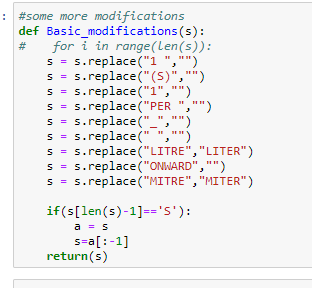 #some more modifications
def Basic_modifications(s):
#    for i in range(len(s)):
    s = s.replace("1 ","")
    s = s.replace("(S)","")
    s = s.replace("1","")
    s = s.replace("PER ","")
    s = s.replace("_","")
    s = s.replace(" ","")
    s = s.replace("LITRE","LITER")
    s = s.replace("ONWARD","")
    s = s.replace("MITRE","MITER")
    if(s[len(s)-1]=='S'):
        a = s
        s=a[:-1]
    return(s)